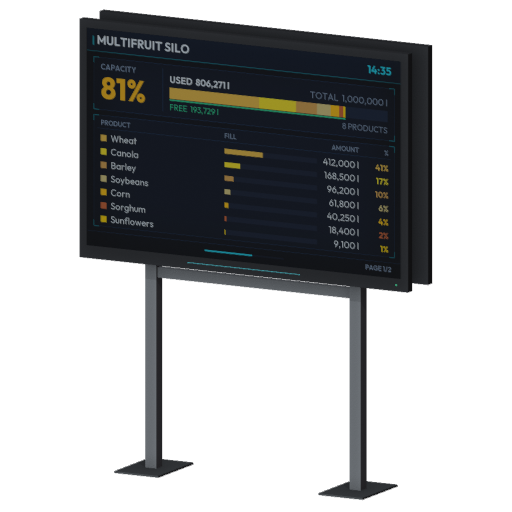 MULTIFRUIT SILO
14:35
CAPACITY
81%
USED 806,271 l
TOTAL 1,000,000 l
FREE 193,729 l
8 PRODUCTS
PRODUCT FILL AMOUNT %
Wheat 412,000 l 41%
Canola 168,500 l 17%
Barley 96,200 l 10%
Soybeans 61,800 l 6%
Corn 40,250 l 4%
Sorghum 18,400 l 2%
Sunflowers 9,100 l 1%
PAGE 1/2